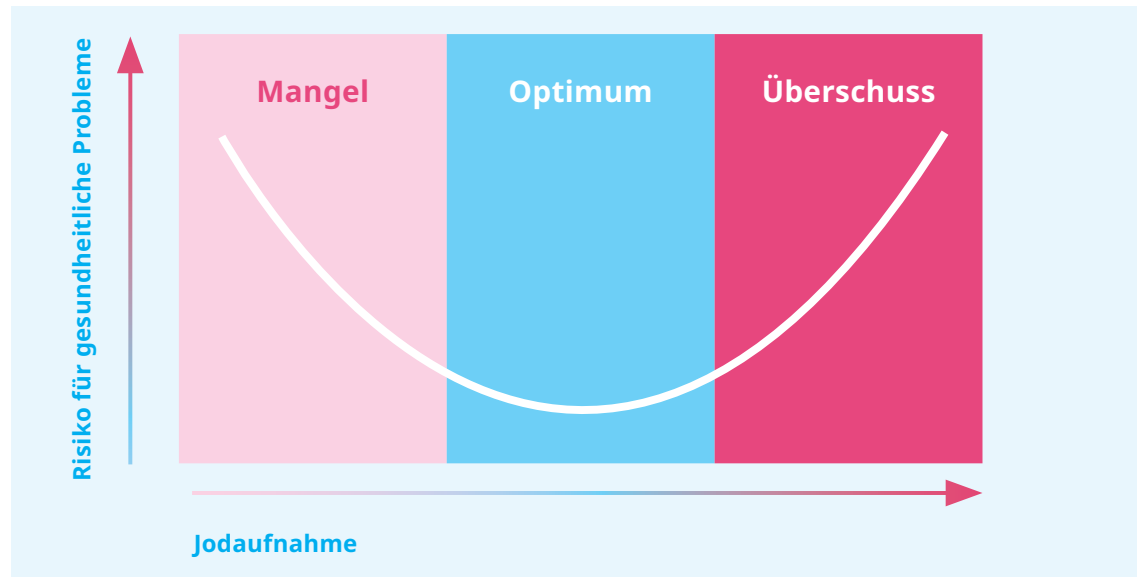 Risiko für gesundheitliche Probleme
Mangel
Optimum
Überschuss
Jodaufnahme